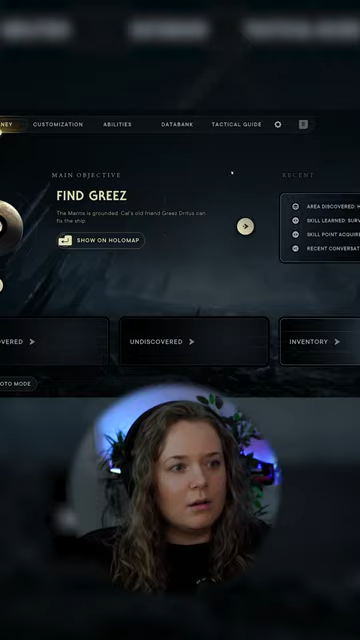 CUSTOMIZATION
ABILITIES
DATABANK
TACTICAL GUIDE
MAIN OBJECTIVE
RECENT
FIND GREEZ
The Mantis is grounded. Cal's old friend Greez Dritus can
fix the ship.
SHOW ON HOLOMAP
AREA DISCOVERED: H
SKILL LEARNED: SURV
SKILL POINT ACQUIRE
RECENT CONVERSAT
OVERED
UNDISCOVERED
INVENTORY
OTO MODE